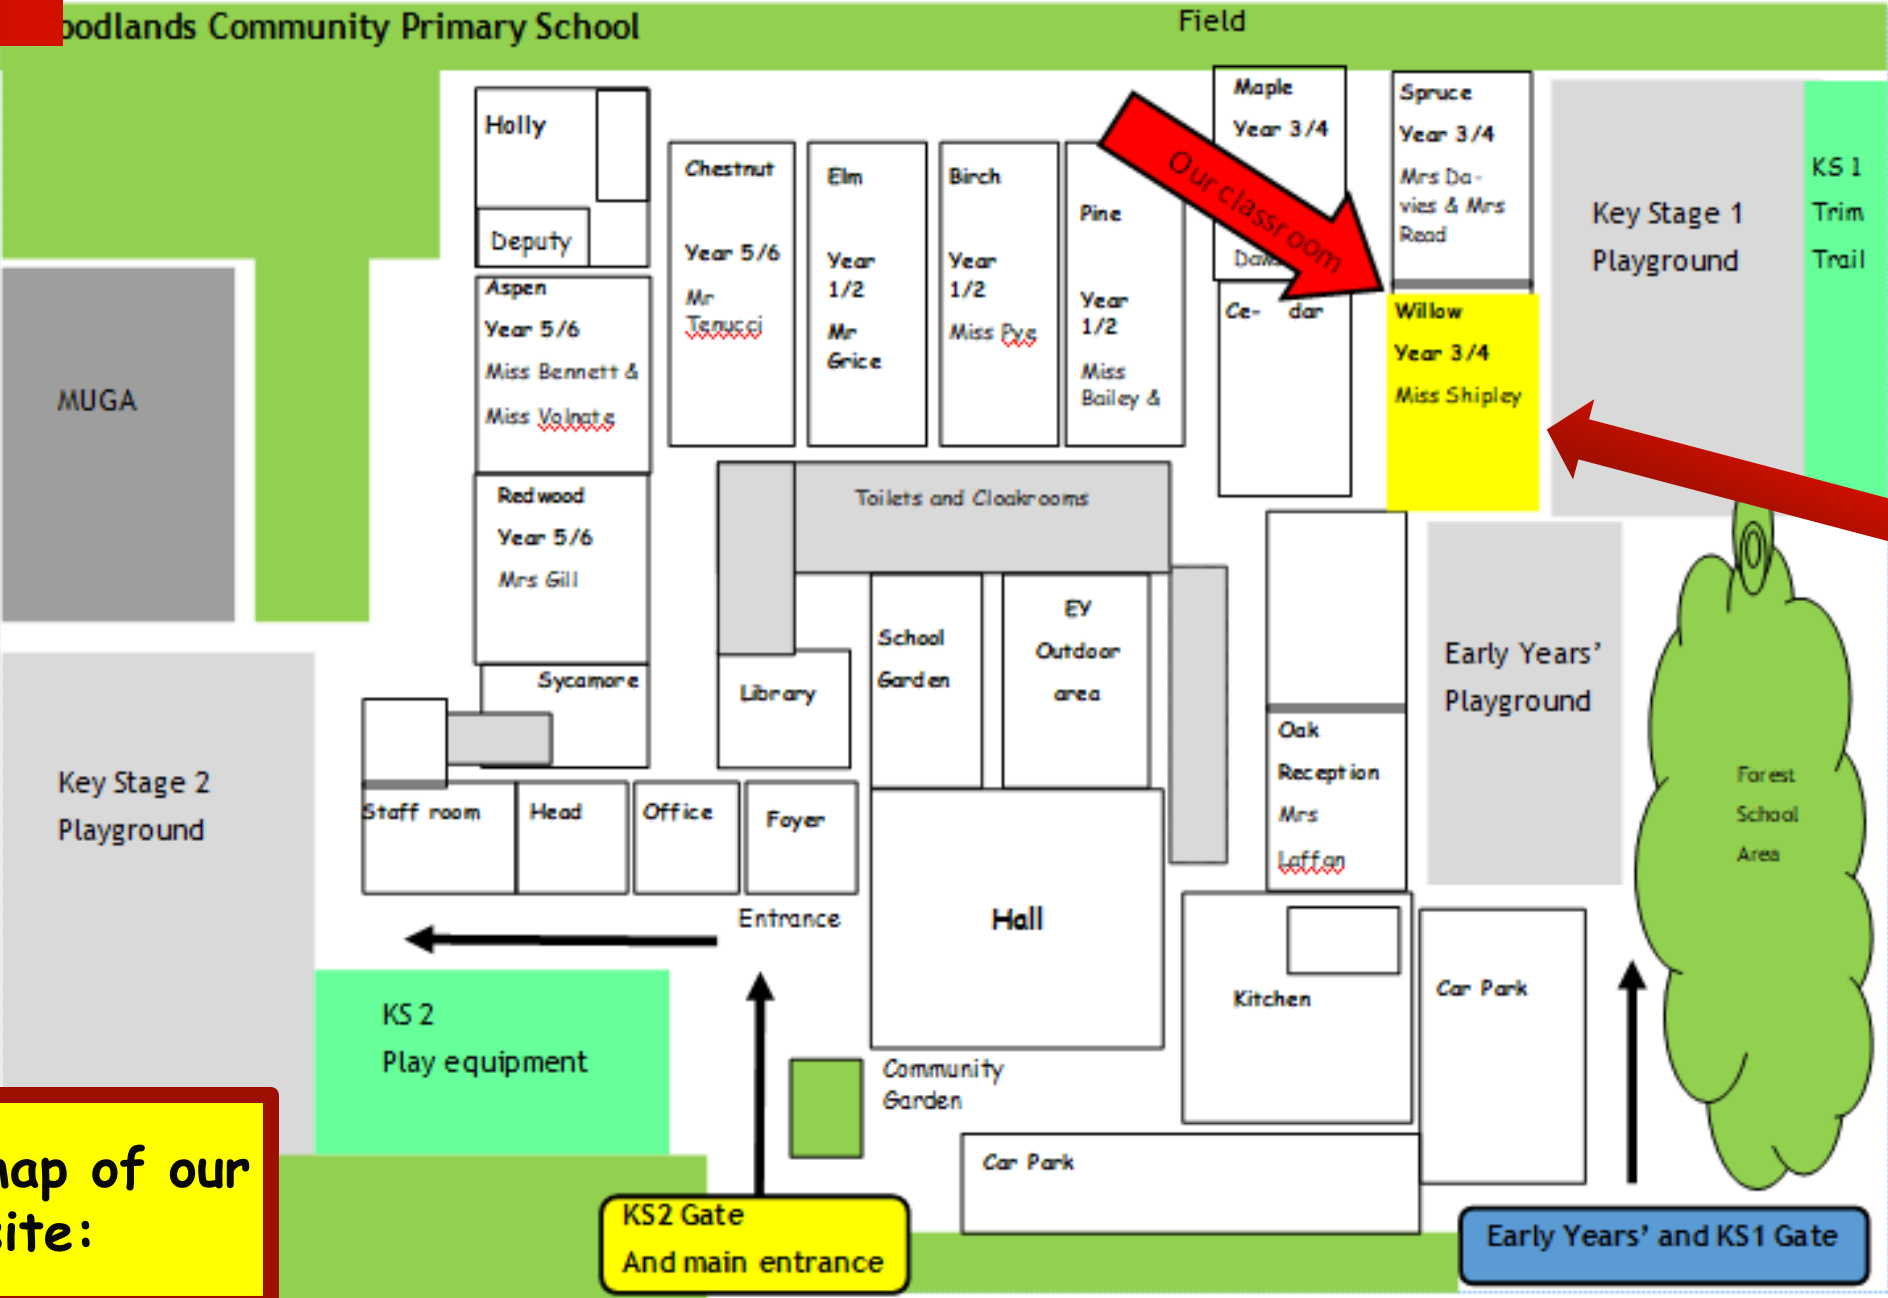 oodlands Community Primary School
Field
Holly
Deputy
Aspen
Year 5/6
Miss Bennett &
Miss Volnate
Redwood
Year 5/6
Mrs Gill
Sycamore
Chestnut
Year 5/6
Mr
Tenucci
Elm
Year
1/2
Mr
Grice
Birch
Year
1/2
Miss Pye
Pine
Year
1/2
Miss
Bailey &
Maple
Year 3/4
Our classroom
Ce- dar
Spruce
Year 3/4
Mrs Da-
vies & Mrs
Read
Willow
Year 3/4
Miss Shipley
Key Stage 1
Playground
KS 1
Trim
Trail
MUGA
Toilets and Cloakrooms
School
Garden
EY
Outdoor
area
Library
Early Years’
Playground
Oak
Reception
Mrs
Laffan
Forest
School
Area
Key Stage 2
Playground
Staff room
Head
Office
Foyer
Entrance
Hall
Kitchen
Car Park
KS 2
Play equipment
Community
Garden
Car Park
map of our
site:
KS2 Gate
And main entrance
Early Years’ and KS1 Gate